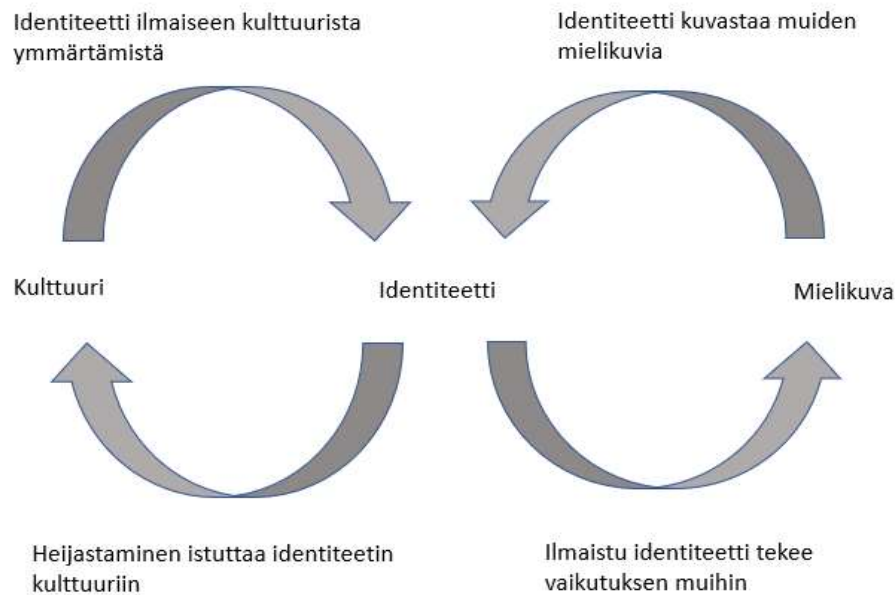 Identiteetti ilmaiseen kulttuurista
ymmärtämistä
Identiteetti kuvastaa muiden
mielikuvia
Kulttuuri
Identiteetti
Mielikuva
Heijastaminen istuttaa identiteetin
kulttuuriin
Ilmaistu identiteetti tekee
vaikutuksen muihin